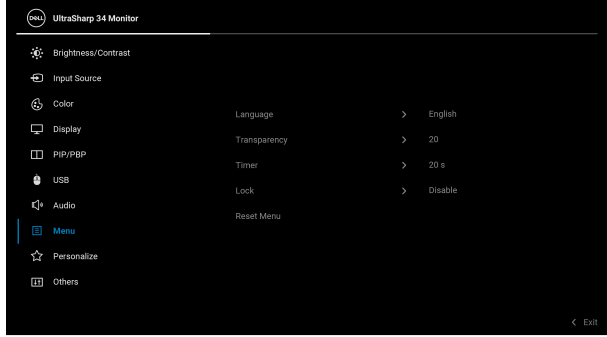 DELL UltraSharp 34 Monitor
Brightness/Contrast
Input Source
Color
Display
PIP/PBP
USB
Audio
Menu
Personalize
Others
Language > English
Transparency > 20
Timer > 20 s
Lock > Disable
Reset Menu
< Exit